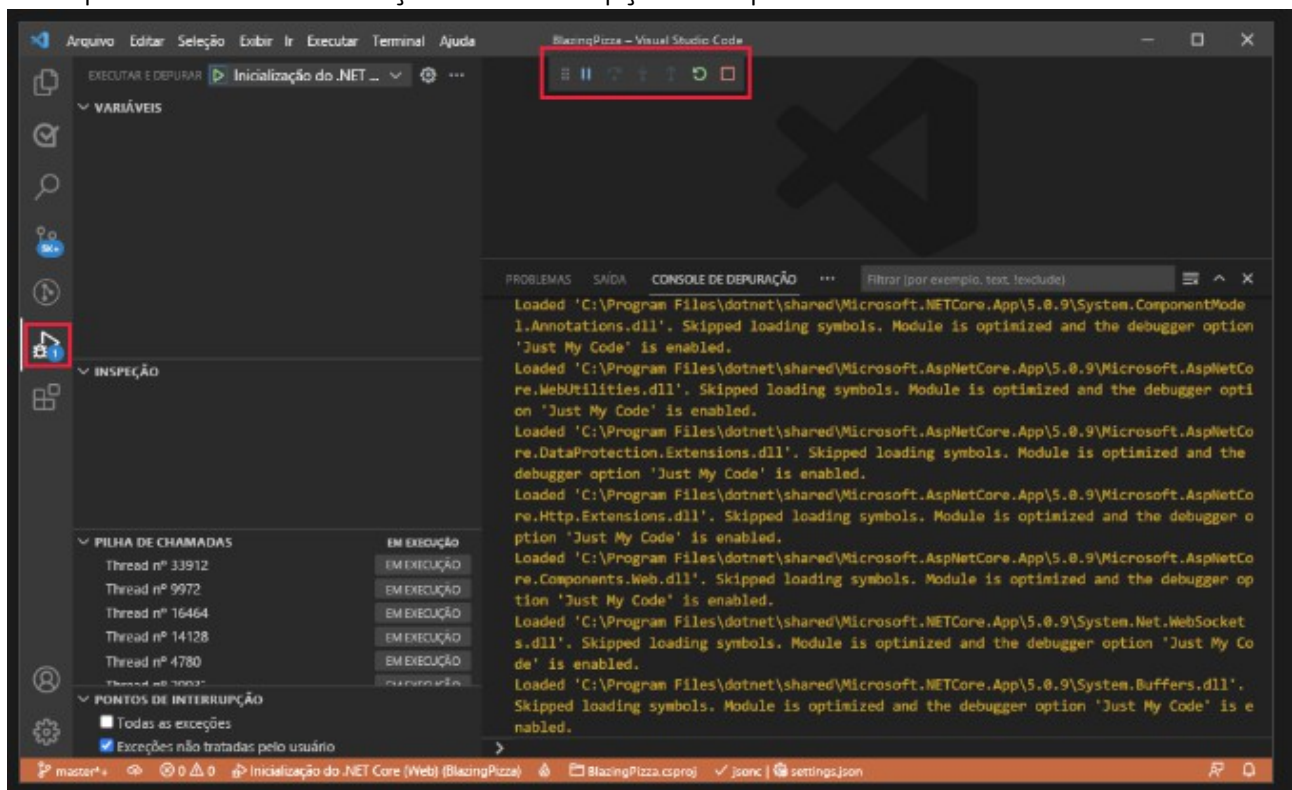 Arquivo Editar Seleção Exibir Ir Executar Terminal Ajuda
BlazingPizza – Visual Studio Code
EXECUTAR E DEPURAR Inicialização do .NET ...
VARIÁVEIS
5K+
1
INSPEÇÃO
PILHA DE CHAMADAS EM EXECUÇÃO
Thread nº 33912 EM EXECUÇÃO
Thread nº 9972 EM EXECUÇÃO
Thread nº 16464 EM EXECUÇÃO
Thread nº 14128 EM EXECUÇÃO
Thread nº 4780 EM EXECUÇÃO
PONTOS DE INTERRUPÇÃO
Todas as exceções
Exceções não tratadas pelo usuário
PROBLEMAS SAÍDA CONSOLE DE DEPURAÇÃO ... Filtrar (por exemplo, text, !exclude)
Loaded 'C:\Program Files\dotnet\shared\Microsoft.NETCore.App\5.0.9\System.ComponentMode
l.Annotations.dll'. Skipped loading symbols. Module is optimized and the debugger option
'Just My Code' is enabled.
Loaded 'C:\Program Files\dotnet\shared\Microsoft.AspNetCore.App\5.0.9\Microsoft.AspNetCo
re.WebUtilities.dll'. Skipped loading symbols. Module is optimized and the debugger opti
on 'Just My Code' is enabled.
Loaded 'C:\Program Files\dotnet\shared\Microsoft.AspNetCore.App\5.0.9\Microsoft.AspNetCo
re.DataProtection.Extensions.dll'. Skipped loading symbols. Module is optimized and the
debugger option 'Just My Code' is enabled.
Loaded 'C:\Program Files\dotnet\shared\Microsoft.AspNetCore.App\5.0.9\Microsoft.AspNetCo
re.Http.Extensions.dll'. Skipped loading symbols. Module is optimized and the debugger o
ption 'Just My Code' is enabled.
Loaded 'C:\Program Files\dotnet\shared\Microsoft.AspNetCore.App\5.0.9\Microsoft.AspNetCo
re.Components.Web.dll'. Skipped loading symbols. Module is optimized and the debugger op
tion 'Just My Code' is enabled.
Loaded 'C:\Program Files\dotnet\shared\Microsoft.NETCore.App\5.0.9\System.Net.WebSocket
s.dll'. Skipped loading symbols. Module is optimized and the debugger option 'Just My Co
de' is enabled.
Loaded 'C:\Program Files\dotnet\shared\Microsoft.NETCore.App\5.0.9\System.Buffers.dll'.
Skipped loading symbols. Module is optimized and the debugger option 'Just My Code' is e
nabled.
>
master*+ 0 0 Inicialização do .NET Core (Web) (BlazingPizza) BlazingPizza.csproj jsonc | settings.json